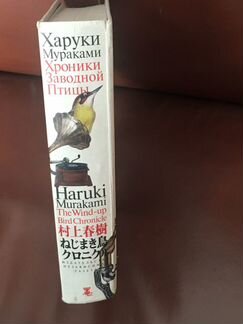 Харуки
Мураками
Хроники
Заводной
Птицы
Haruki
Murakami
The Wind-up
Bird Chronicle
村上春樹
ねじまき鳥
クロニクル